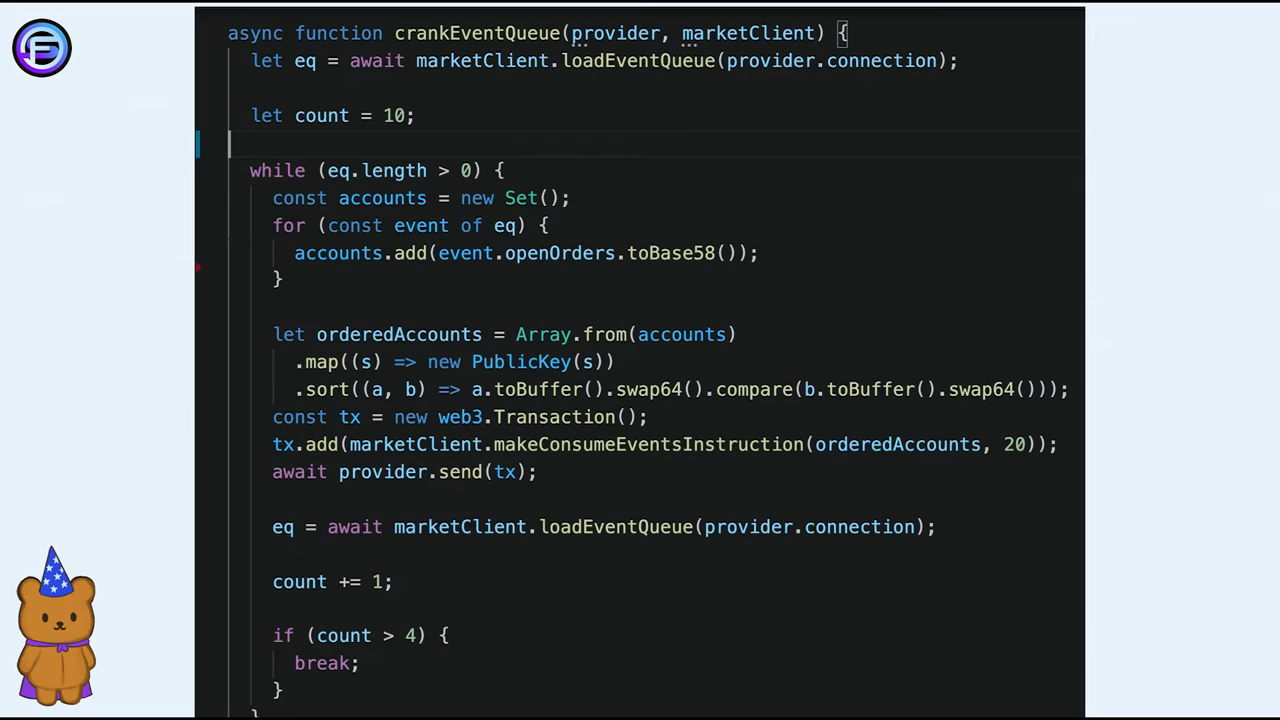 async function crankEventQueue(provider, marketClient) {
let eq = await marketClient.loadEventQueue(provider.connection);
let count = 10;
while (eq.length > 0) {
const accounts = new Set();
for (const event of eq) {
accounts.add(event.openOrders.toBase58());
}
let orderedAccounts = Array.from(accounts)
.map((s) => new PublicKey(s))
.sort((a, b) => a.toBuffer().swap64().compare(b.toBuffer().swap64()));
const tx = new web3.Transaction();
tx.add(marketClient.makeConsumeEventsInstruction(orderedAccounts, 20));
await provider.send(tx);
eq = await marketClient.loadEventQueue(provider.connection);
count += 1;
if (count > 4) {
break;
}
}